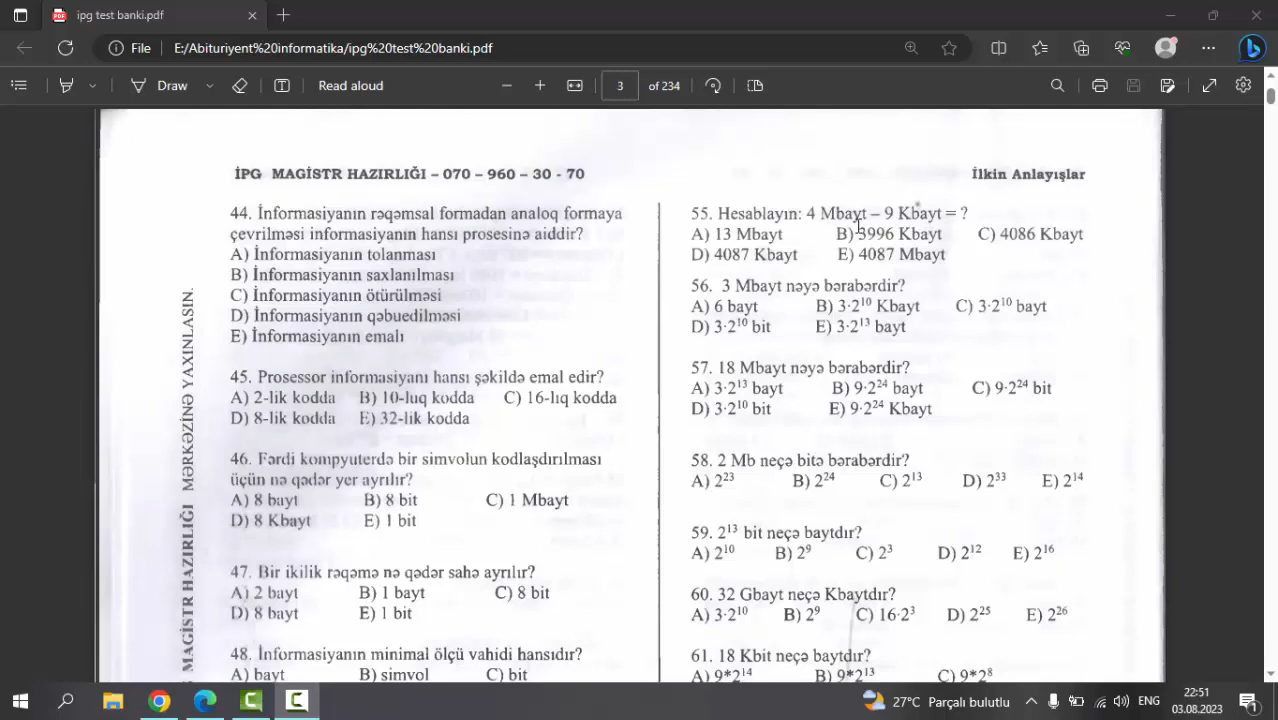 ipg test banki.pdf
File
E:/Abituriyent%20informatika/ipg%20test%20banki.pdf
Draw
Read aloud
3
of 234
İPG MAGİSTR HAZIRLIĞI – 070 – 960 – 30 - 70
İlkin Anlayışlar
MAGİSTR HAZIRLIĞI MƏRKƏZİNƏ YAXINLASIN.
44. İnformasiyanın rəqəmsal formadan analoq formaya
çevrilməsi informasiyanın hansı prosesinə aiddir?
A) İnformasiyanın tolanması
B) İnformasiyanın saxlanılması
C) İnformasiyanın ötürülməsi
D) İnformasiyanın qəbuedilməsi
E) İnformasiyanın emalı
45. Prosessor informasiyanı hansı şəkildə emal edir?
A) 2-lik kodda B) 10-luq kodda C) 16-lıq kodda
D) 8-lik kodda E) 32-lik kodda
46. Fərdi kompyuterdə bir simvolun kodlaşdırılması
üçün nə qədər yer ayrılır?
A) 8 bayt B) 8 bit C) 1 Mbayt
D) 8 Kbayt E) 1 bit
47. Bir ikilik rəqəmə nə qədər sahə ayrılır?
A) 2 bayt B) 1 bayt C) 8 bit
D) 8 bayt E) 1 bit
48. İnformasiyanın minimal ölçü vahidi hansıdır?
A) bayt B) simvol C) bit
55. Hesablayın: 4 Mbayt – 9 Kbayt = ?
A) 13 Mbayt B) 3996 Kbayt C) 4086 Kbayt
D) 4087 Kbayt E) 4087 Mbayt
56. 3 Mbayt nəyə bərabərdir?
A) 6 bayt B) 3·2¹⁰ Kbayt C) 3·2¹⁰ bayt
D) 3·2¹⁰ bit E) 3·2¹³ bayt
57. 18 Mbayt nəyə bərabərdir?
A) 3·2¹³ bayt B) 9·2²⁴ bayt C) 9·2²⁴ bit
D) 3·2¹⁰ bit E) 9·2²⁴ Kbayt
58. 2 Mb neçə bitə bərabərdir?
A) 2²³ B) 2²⁴ C) 2¹³ D) 2³³ E) 2¹⁴
59. 2¹³ bit neçə baytdır?
A) 2¹⁰ B) 2⁹ C) 2³ D) 2¹² E) 2¹⁶
60. 32 Gbayt neçə Kbaytdır?
A) 3·2¹⁰ B) 2⁹ C) 16·2³ D) 2²⁵ E) 2²⁶
61. 18 Kbit neçə baytdır?
A) 9*2¹⁴ B) 9*2¹³ C) 9*2⁸
27°C Parçalı bulutlu
ENG
22:51
03.08.2023
1